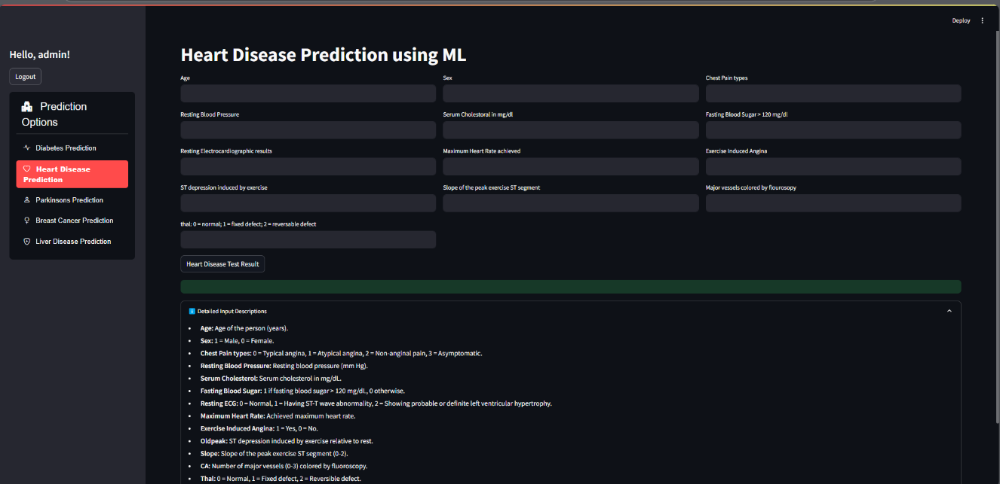 Deploy
Hello, admin!
Logout
Prediction
Options
Diabetes Prediction
Heart Disease
Prediction
Parkinsons Prediction
Breast Cancer Prediction
Liver Disease Prediction
Heart Disease Prediction using ML
Age Sex Chest Pain types
Resting Blood Pressure Serum Cholestoral in mg/dl Fasting Blood Sugar > 120 mg/dl
Resting Electrocardiographic results Maximum Heart Rate achieved Exercise Induced Angina
ST depression induced by exercise Slope of the peak exercise ST segment Major vessels colored by flourosopy
thal: 0 = normal; 1 = fixed defect; 2 = reversable defect
Heart Disease Test Result
Detailed Input Descriptions
• Age: Age of the person (years).
• Sex: 1 = Male, 0 = Female.
• Chest Pain types: 0 = Typical angina, 1 = Atypical angina, 2 = Non-anginal pain, 3 = Asymptomatic.
• Resting Blood Pressure: Resting blood pressure (mm Hg).
• Serum Cholesterol: Serum cholesterol in mg/dL.
• Fasting Blood Sugar: 1 if fasting blood sugar > 120 mg/dL, 0 otherwise.
• Resting ECG: 0 = Normal, 1 = Having ST-T wave abnormality, 2 = Showing probable or definite left ventricular hypertrophy.
• Maximum Heart Rate: Achieved maximum heart rate.
• Exercise Induced Angina: 1 = Yes, 0 = No.
• Oldpeak: ST depression induced by exercise relative to rest.
• Slope: Slope of the peak exercise ST segment (0-2).
• CA: Number of major vessels (0-3) colored by fluoroscopy.
• Thal: 0 = Normal, 1 = Fixed defect, 2 = Reversible defect.